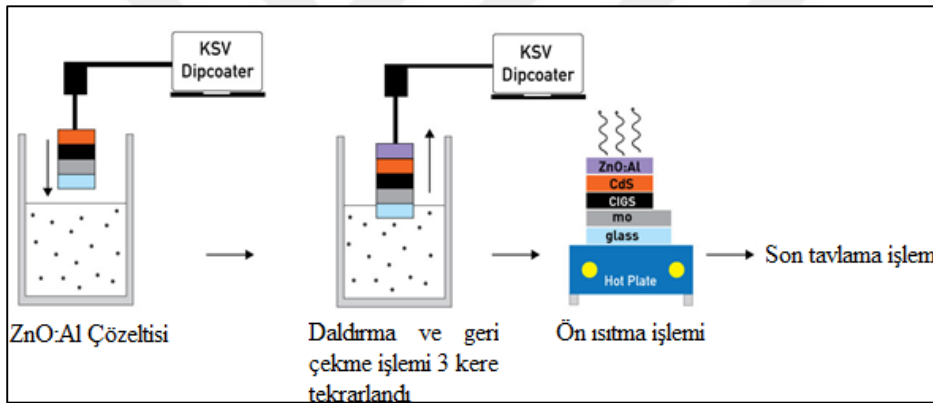 KSV
Dipcoater
KSV
Dipcoater
ZnO:Al
CdS
CIGS
mo
glass
Hot Plate
Son tavlama işlem
ZnO:Al Çözeltisi
Daldırma ve geri
çekme işlemi 3 kere
tekrarlandı
Ön ısıtma işlemi